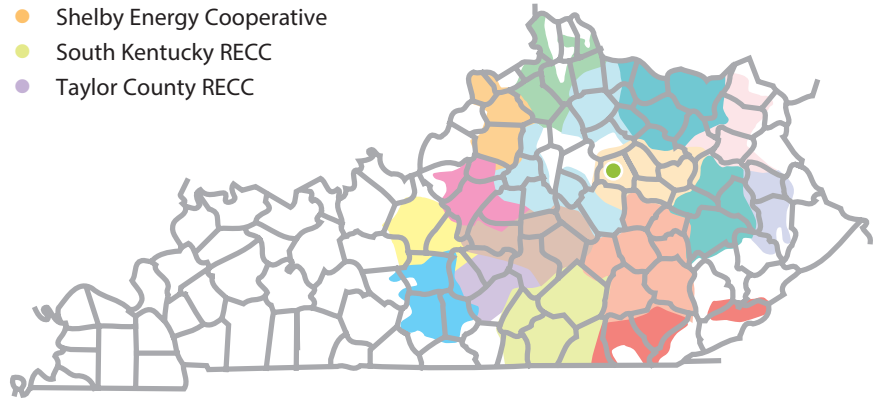 Shelby Energy Cooperative
South Kentucky RECC
Taylor County RECC